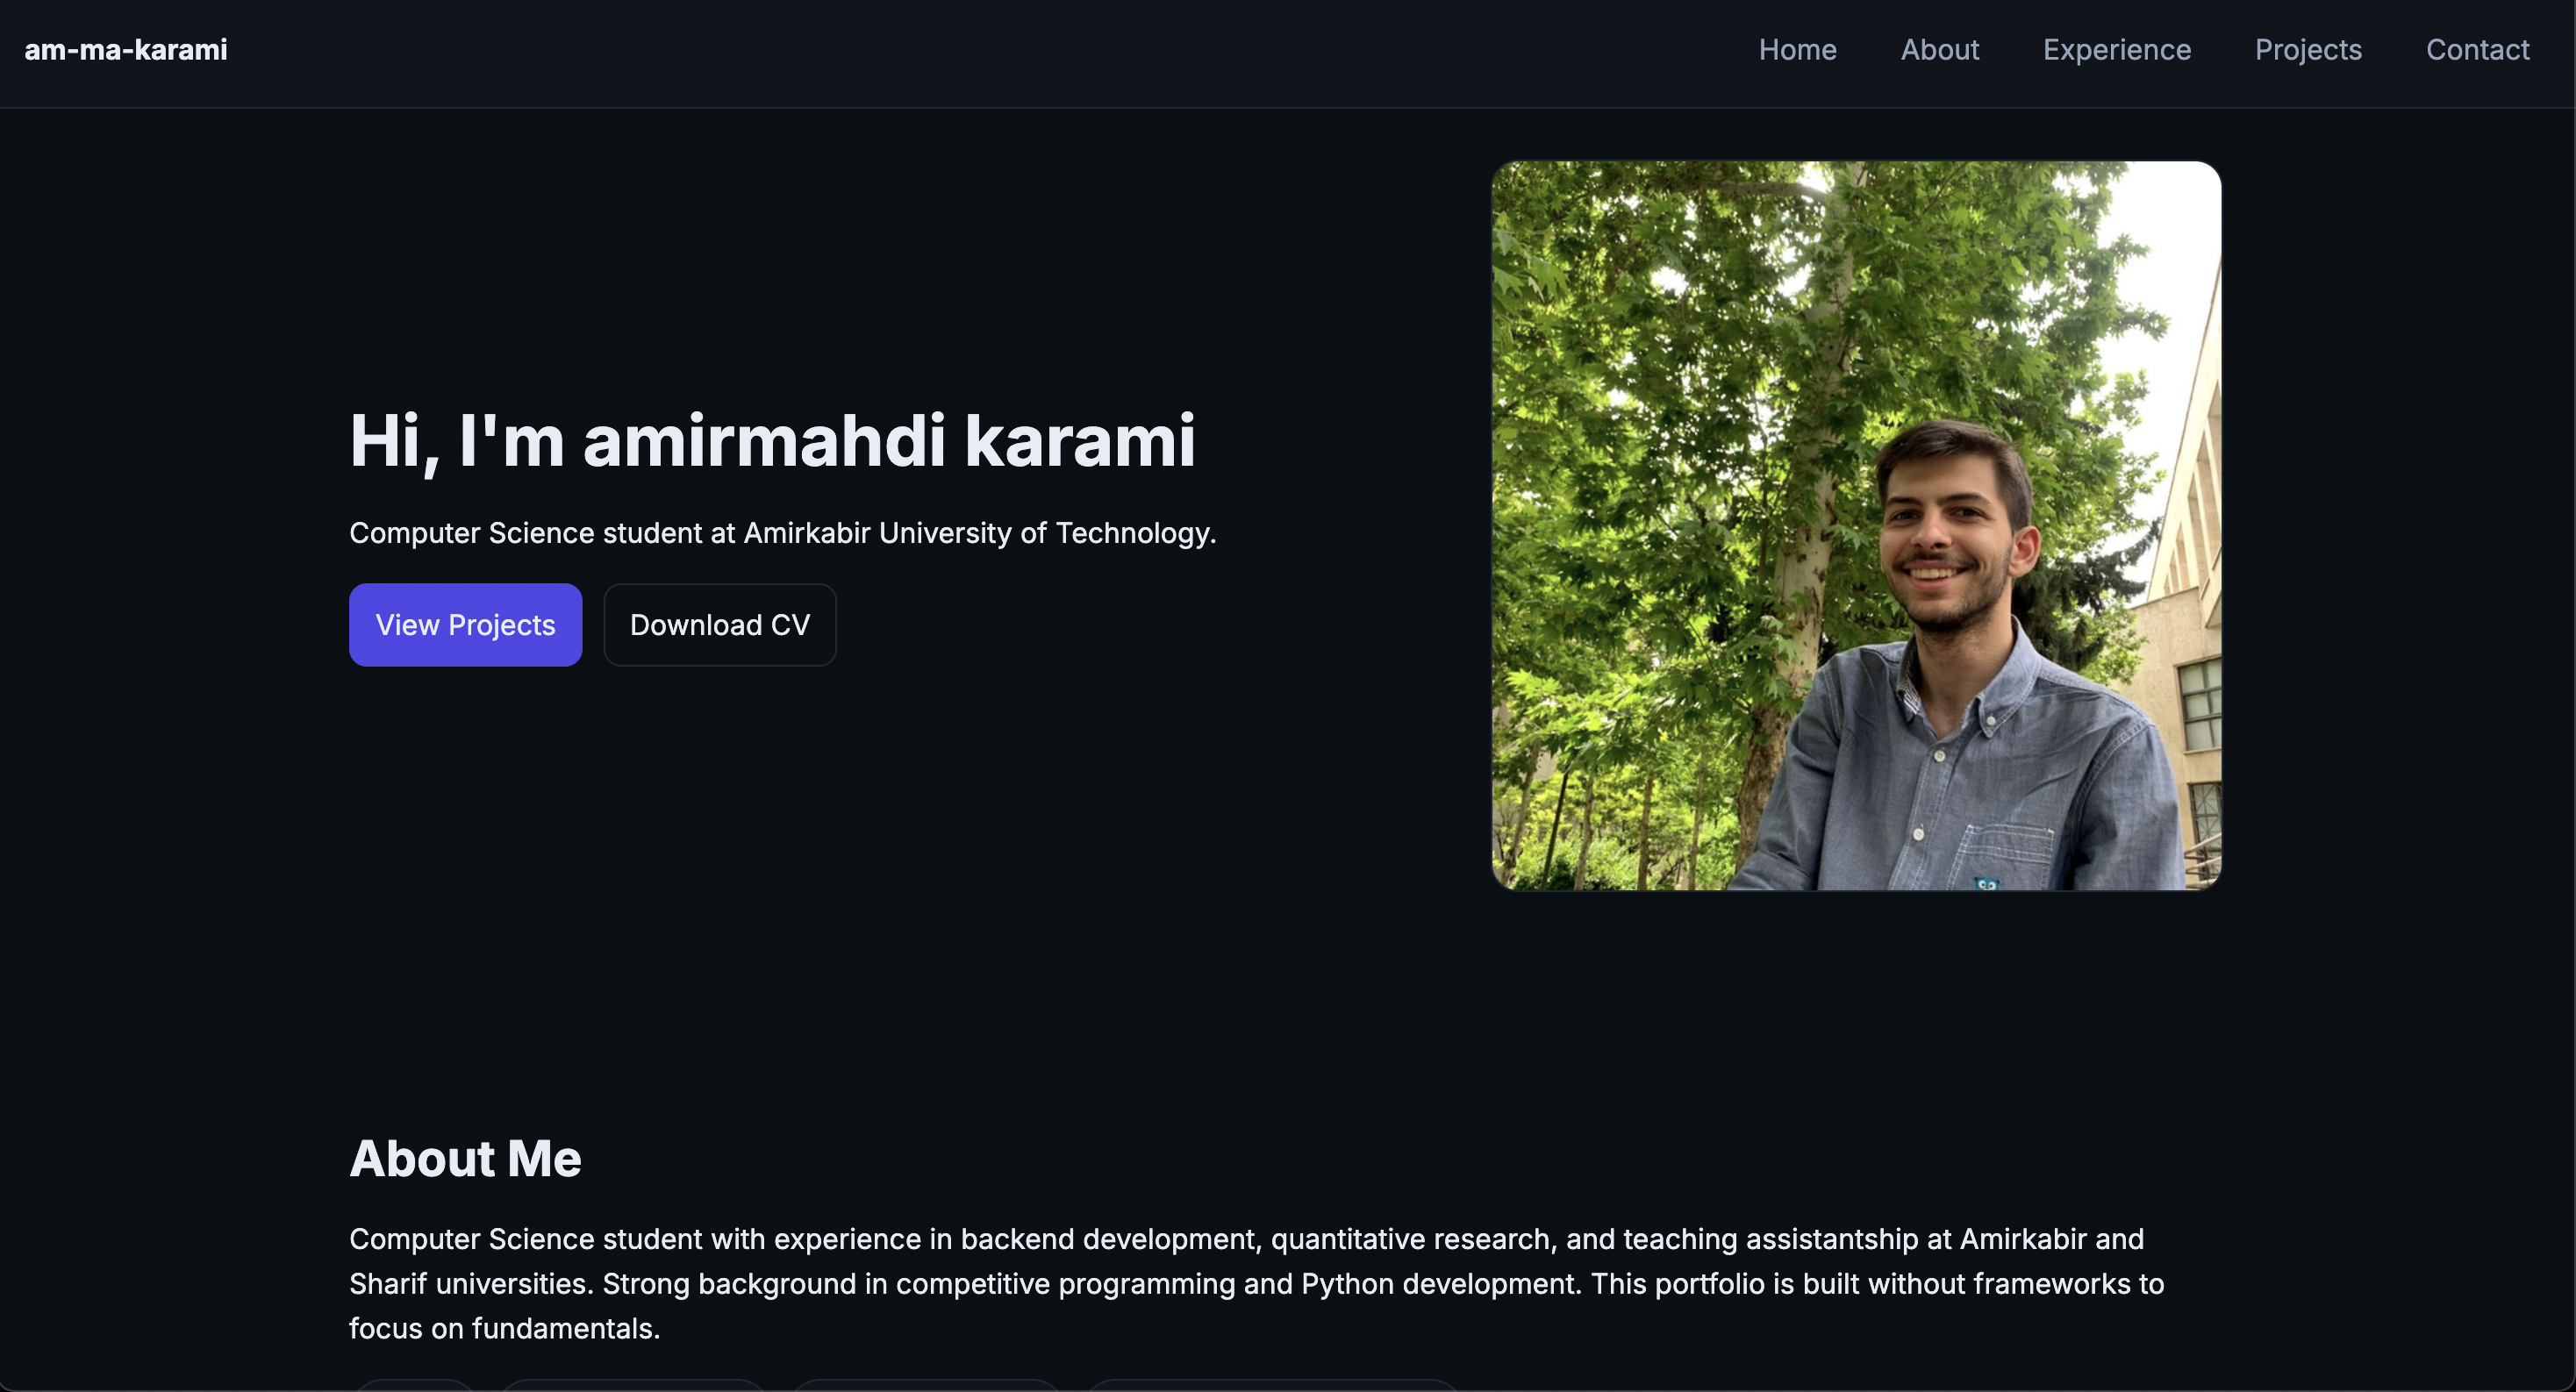 am-ma-karami
Home About Experience Projects Contact
Hi, I'm amirmahdi karami
Computer Science student at Amirkabir University of Technology.
View Projects Download CV
About Me
Computer Science student with experience in backend development, quantitative research, and teaching assistantship at Amirkabir and
Sharif universities. Strong background in competitive programming and Python development. This portfolio is built without frameworks to
focus on fundamentals.